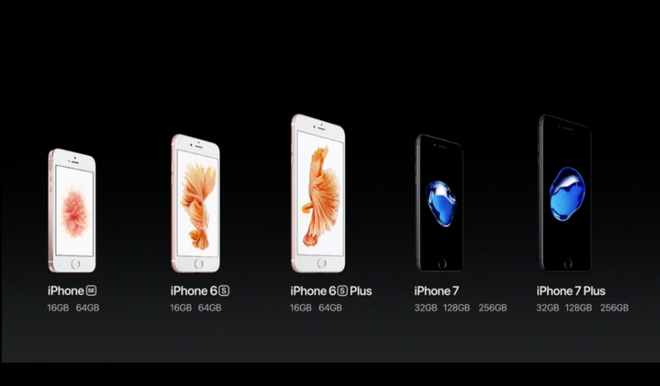 iPhone SE
16GB 64GB
iPhone 6S
16GB 64GB
iPhone 6S Plus
16GB 64GB
iPhone 7
32GB 128GB 256GB
iPhone 7 Plus
32GB 128GB 256GB